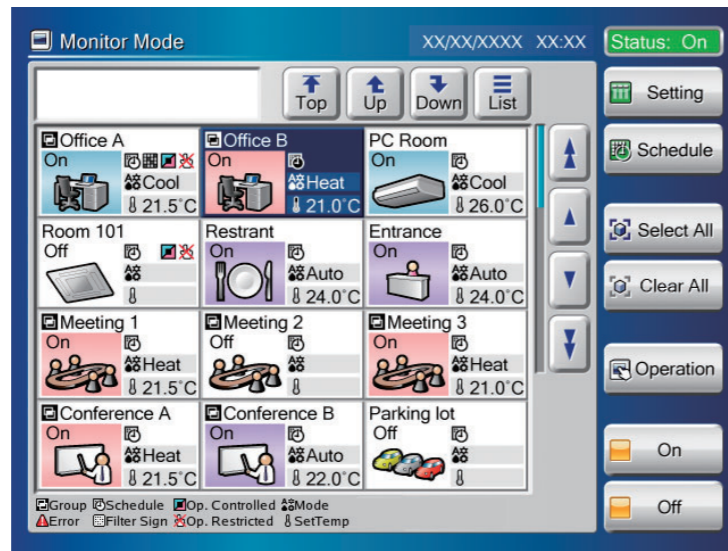 Monitor Mode XX/XX/XXXX XX:XX Status: On
Top Up Down List
Setting
Schedule
Select All
Clear All
Operation
On
Off
Office A
On
Cool
21.5°C
Office B
On
Heat
21.0°C
PC Room
On
Cool
26.0°C
Room 101
Off
Restrant
On
Auto
24.0°C
Entrance
On
Auto
24.0°C
Meeting 1
On
Heat
21.5°C
Meeting 2
Off
Meeting 3
On
Heat
21.0°C
Conference A
On
Heat
21.5°C
Conference B
On
Auto
22.0°C
Parking lot
Off
Group Schedule Op. Controlled Mode
Error Filter Sign Op. Restricted SetTemp